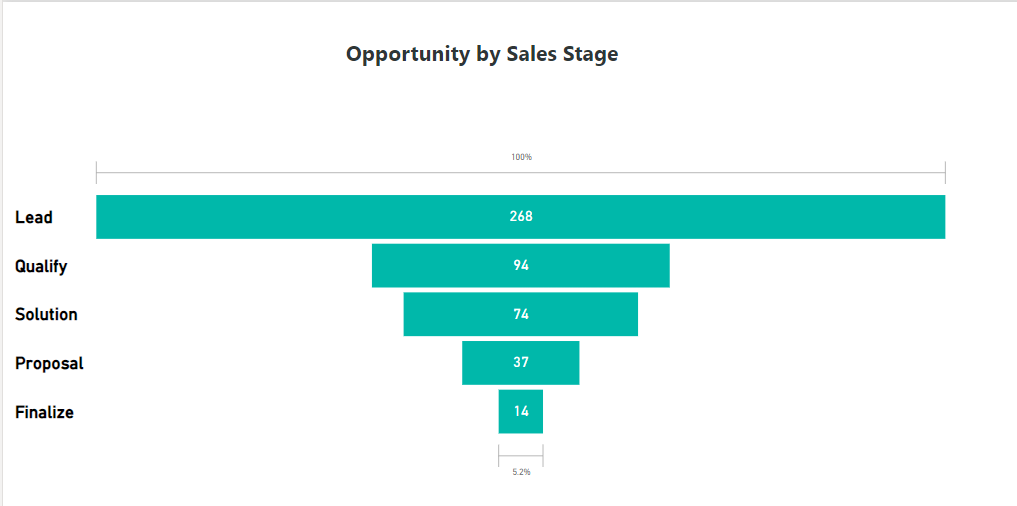 Opportunity by Sales Stage
100%
Lead 268
Qualify 94
Solution 74
Proposal 37
Finalize 14
5.2%